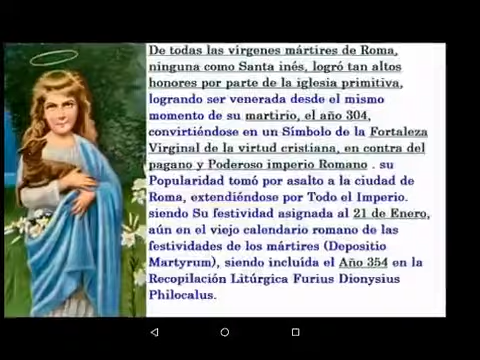 De todas las vírgenes mártires de Roma,
ninguna como Santa inés, logró tan altos
honores por parte de la iglesia primitiva,
logrando ser venerada desde el mismo
momento de su martirio, el año 304,
convirtiéndose en un Símbolo de la Fortaleza
Virginal de la virtud cristiana, en contra del
pagano y Poderoso imperio Romano . su
Popularidad tomó por asalto a la ciudad de
Roma, extendiéndose por Todo el Imperio.
siendo Su festividad asignada al 21 de Enero,
aún en el viejo calendario romano de las
festividades de los mártires (Depositio
Martyrum), siendo incluída el Año 354 en la
Recopilación Litúrgica Furius Dionysius
Philocalus.